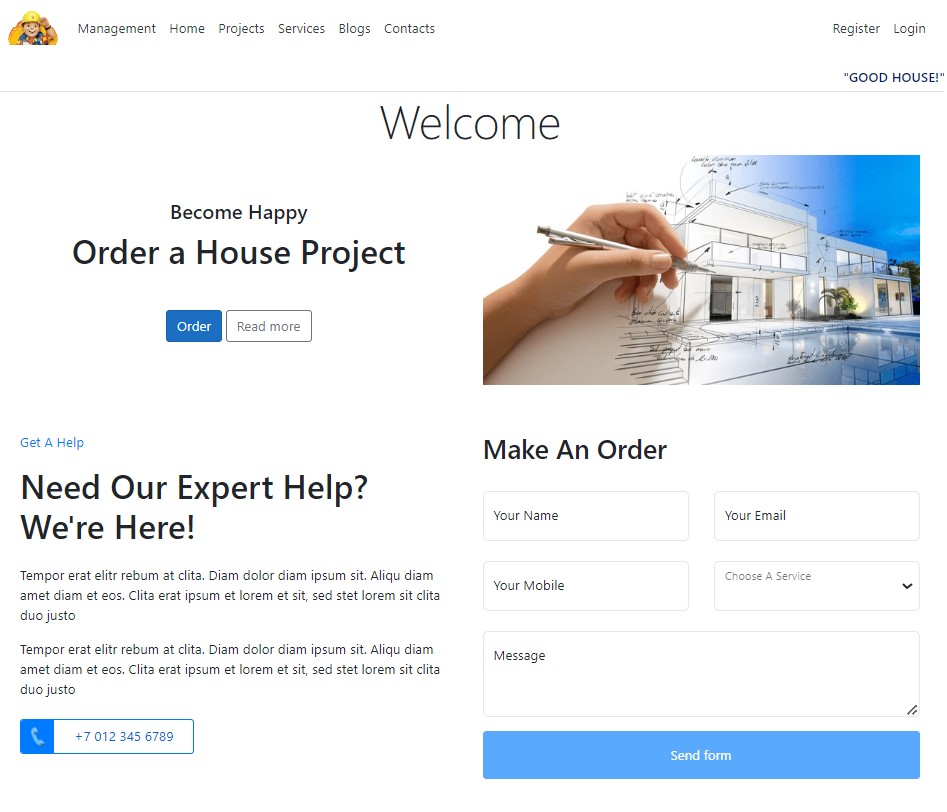 Management Home Projects Services Blogs Contacts Register Login
"GOOD HOUSE!"
Welcome
Become Happy
Order a House Project
Order Read more
Get A Help
Need Our Expert Help?
We're Here!
Tempor erat elitr rebum at clita. Diam dolor diam ipsum sit. Aliqu diam
amet diam et eos. Clita erat ipsum et lorem et sit, sed stet lorem sit clita
duo justo
Tempor erat elitr rebum at clita. Diam dolor diam ipsum sit. Aliqu diam
amet diam et eos. Clita erat ipsum et lorem et sit, sed stet lorem sit clita
duo justo
+7 012 345 6789
Make An Order
Your Name Your Email
Your Mobile Choose A Service
Message
Send form